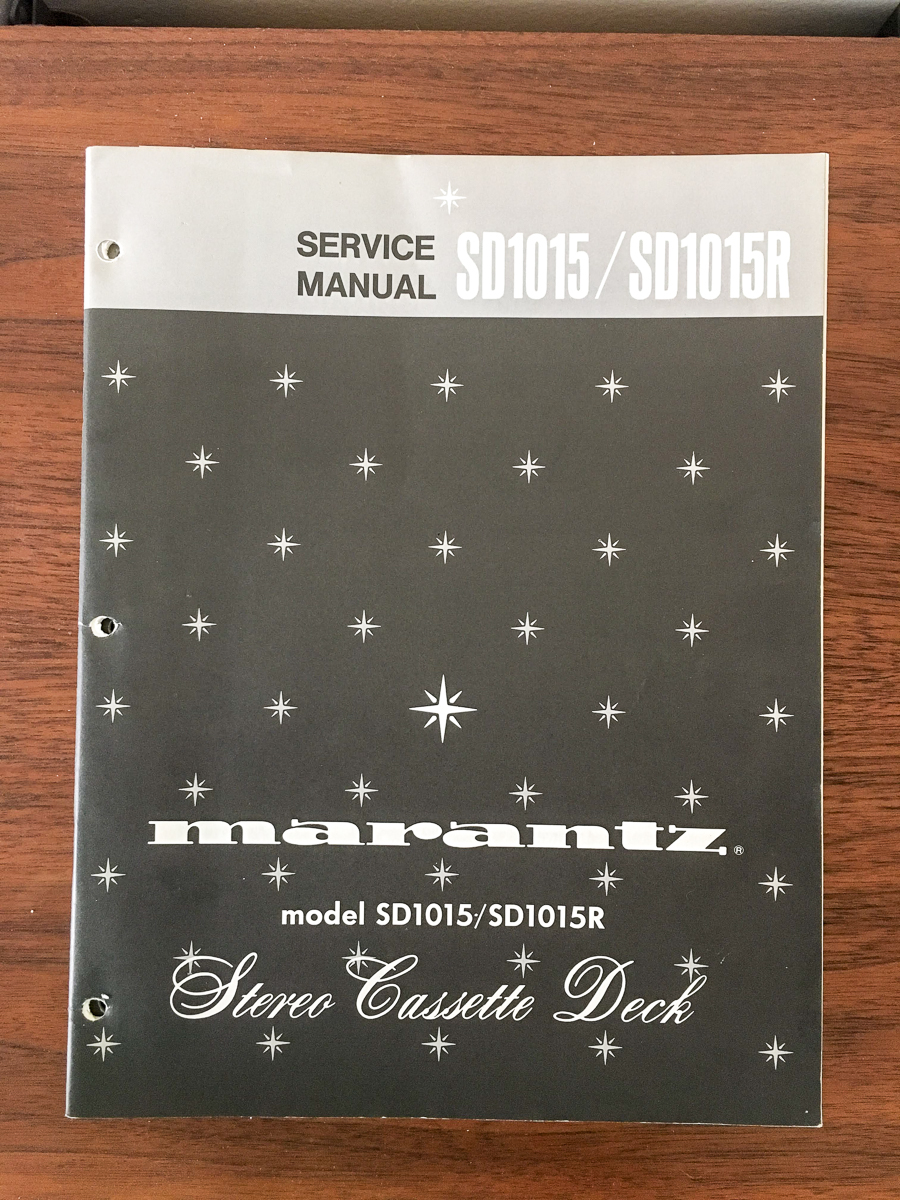 SERVICE MANUAL SD1015/SD1015R
marantz®
model SD1015/SD1015R
Stereo Cassette Deck